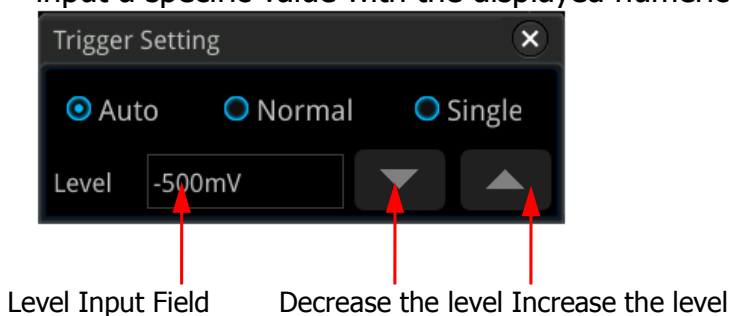 input a specific value with the displayed numeric
Trigger Setting
Auto Normal Single
Level -500mV
Level Input Field Decrease the level Increase the level